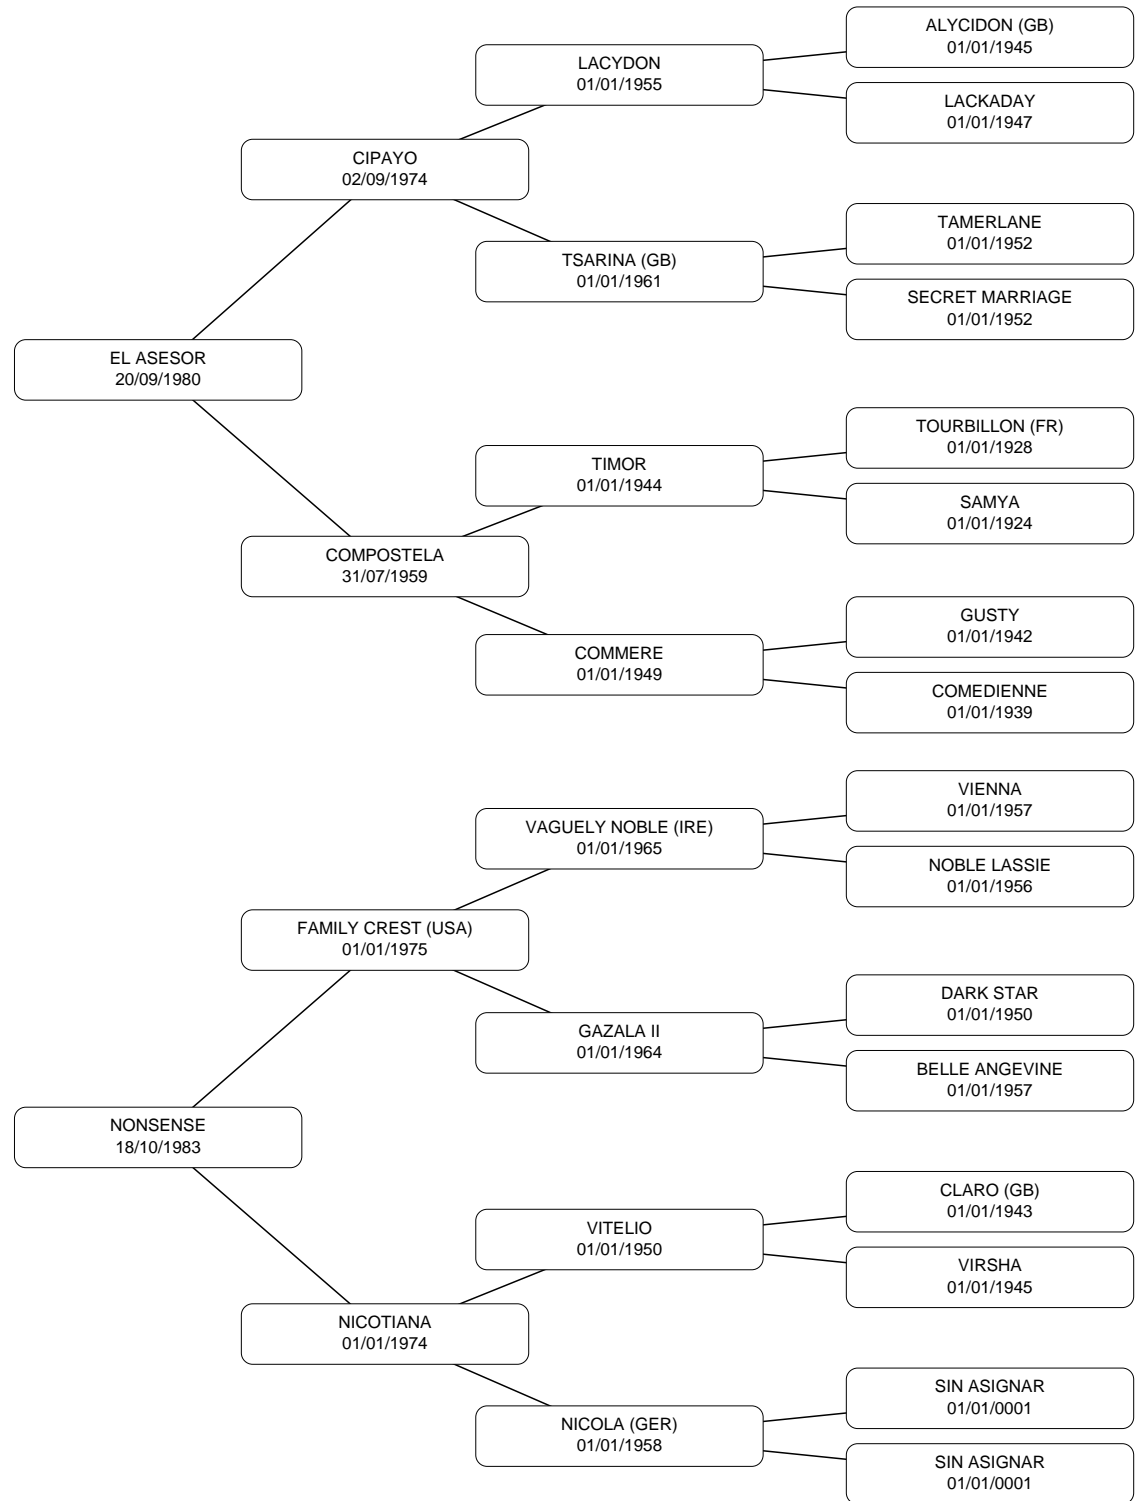 ALYCIDON (GB)
01/01/1945
LACYDON
01/01/1955
LACKADAY
01/01/1947
CIPAYO
02/09/1974
TAMERLANE
01/01/1952
TSARINA (GB)
01/01/1961
SECRET MARRIAGE
01/01/1952
EL ASESOR
20/09/1980
TOURBILLON (FR)
01/01/1928
TIMOR
01/01/1944
SAMYA
01/01/1924
COMPOSTELA
31/07/1959
GUSTY
01/01/1942
COMMERE
01/01/1949
COMEDIENNE
01/01/1939
VIENNA
01/01/1957
VAGUELY NOBLE (IRE)
01/01/1965
NOBLE LASSIE
01/01/1956
FAMILY CREST (USA)
01/01/1975
DARK STAR
01/01/1950
GAZALA II
01/01/1964
BELLE ANGEVINE
01/01/1957
NONSENSE
18/10/1983
CLARO (GB)
01/01/1943
VITELIO
01/01/1950
VIRSHA
01/01/1945
NICOTIANA
01/01/1974
SIN ASIGNAR
01/01/0001
NICOLA (GER)
01/01/1958
SIN ASIGNAR
01/01/0001